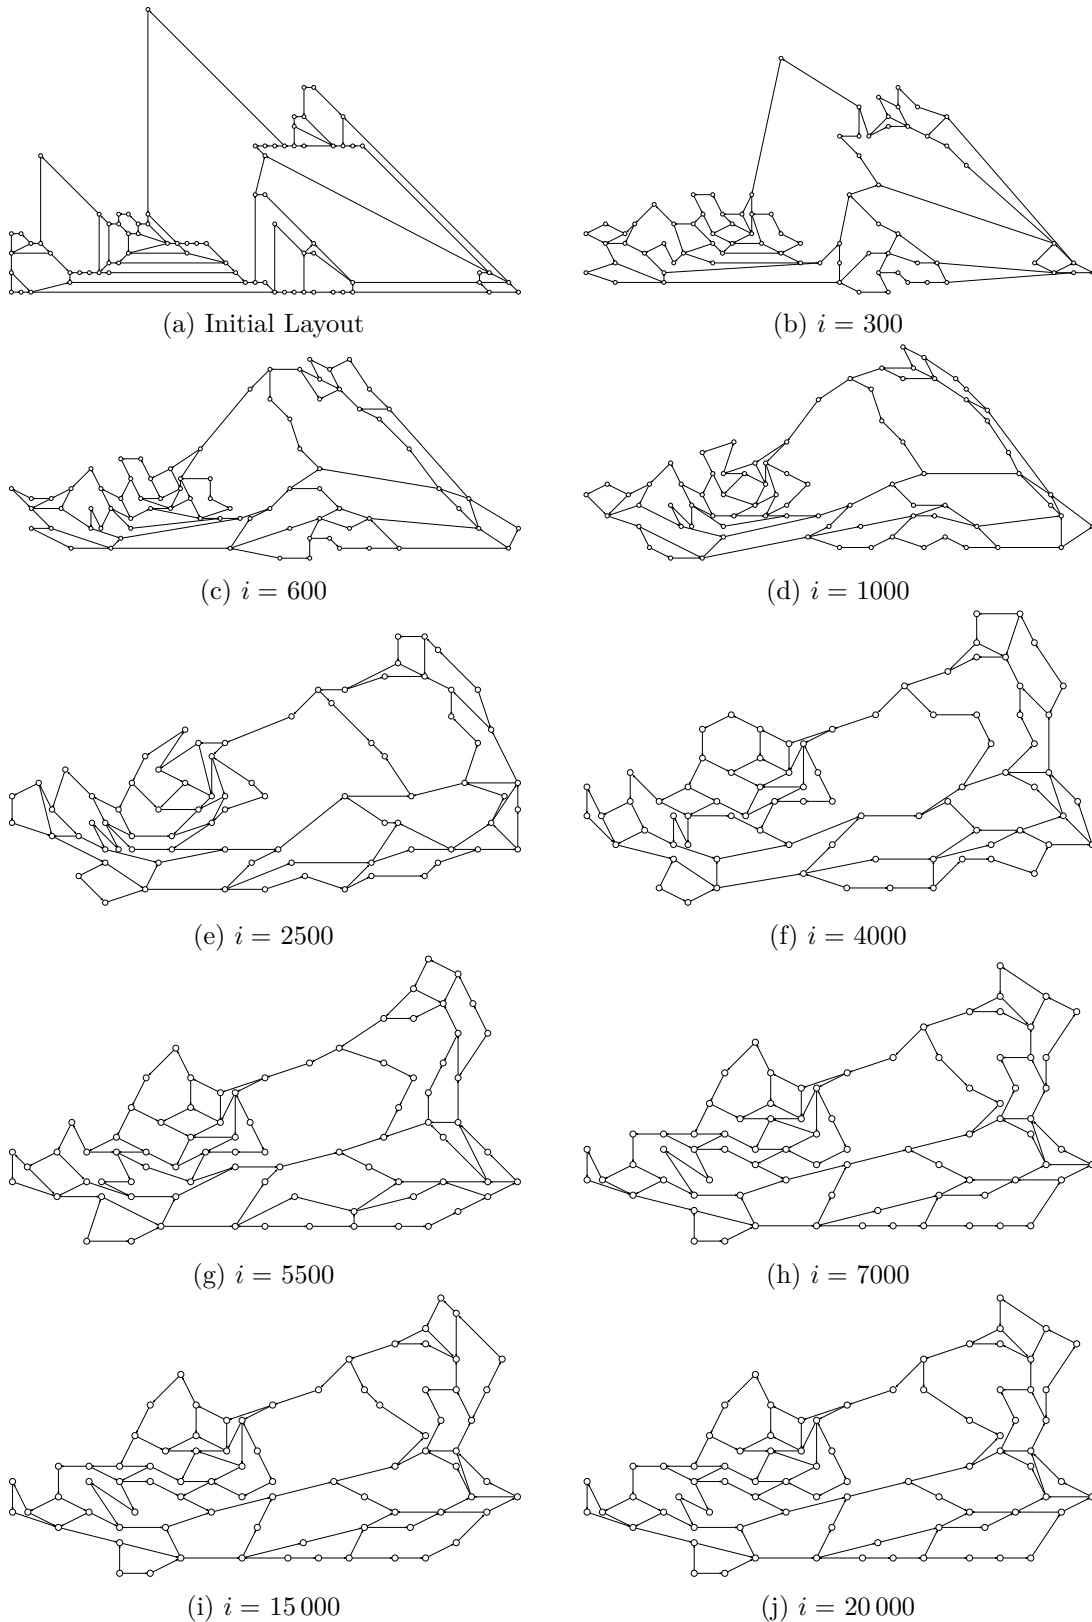 (a) Initial Layout
(b) i = 300
(c) i = 600
(d) i = 1000
(e) i = 2500
(f) i = 4000
(g) i = 5500
(h) i = 7000
(i) i = 15 000
(j) i = 20 000